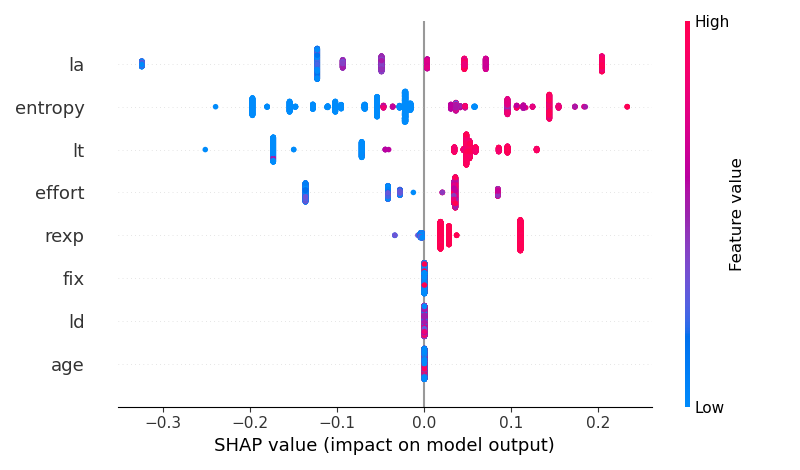 High
la
entropy
lt
effort
rexp
fix
ld
age
Feature value
Low
−0.3
−0.2
−0.1
0.0
0.1
0.2
SHAP value (impact on model output)